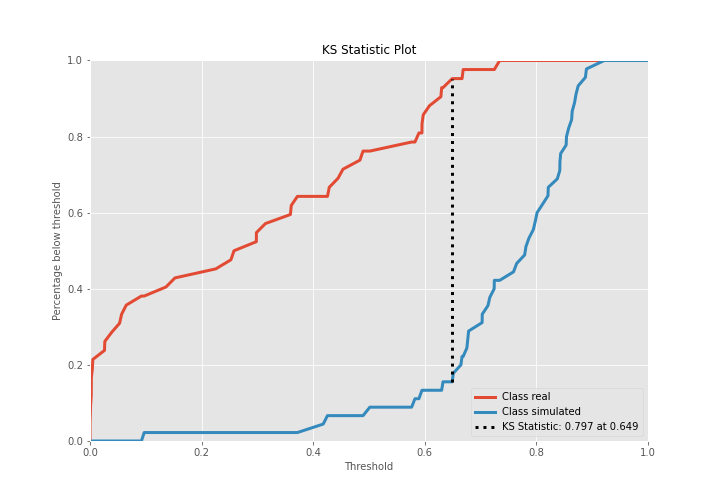 KS Statistic Plot
1.0
0.8
0.6
0.4
0.2
0.0
Percentage below threshold
Class real
Class simulated
KS Statistic: 0.797 at 0.649
0.0 0.2 0.4 0.6 0.8 1.0
Threshold